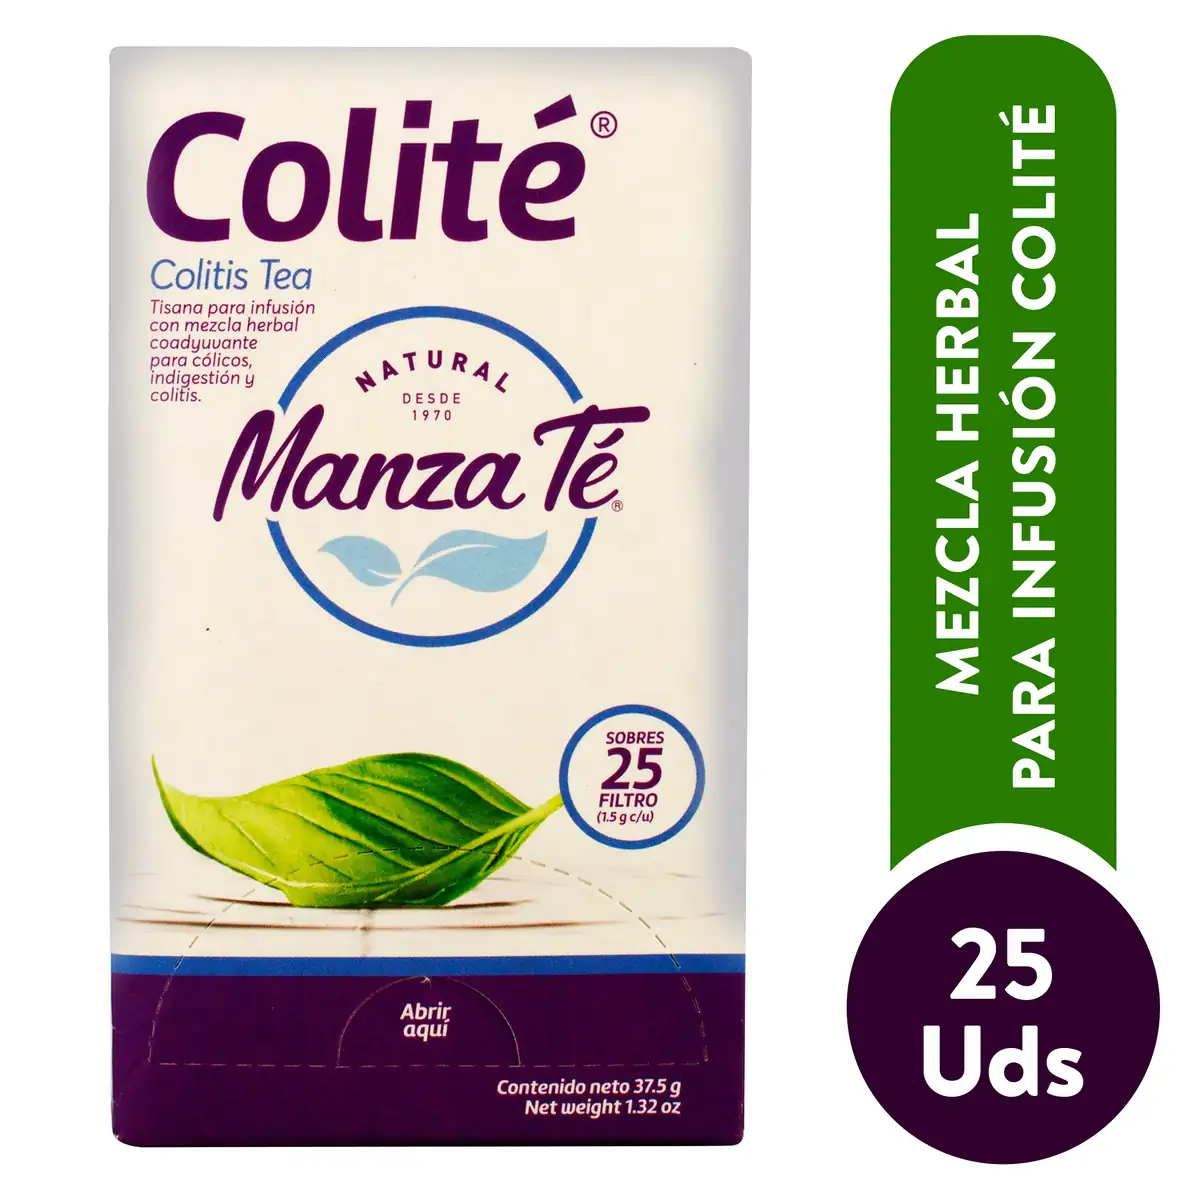 Colité®
Colitis Tea
Tisana para infusión
con mezcla herbal
coadyuvante
para cólicos,
indigestión y
colitis.
NATURAL
DESDE
1970
Manza Té®
SOBRES
25
FILTRO
(1.5 g c/u)
Abrir
aquí
Contenido neto 37.5 g
Net weight 1.32 oz
MEZCLA HERBAL
PARA INFUSIÓN COLITÉ
25
Uds